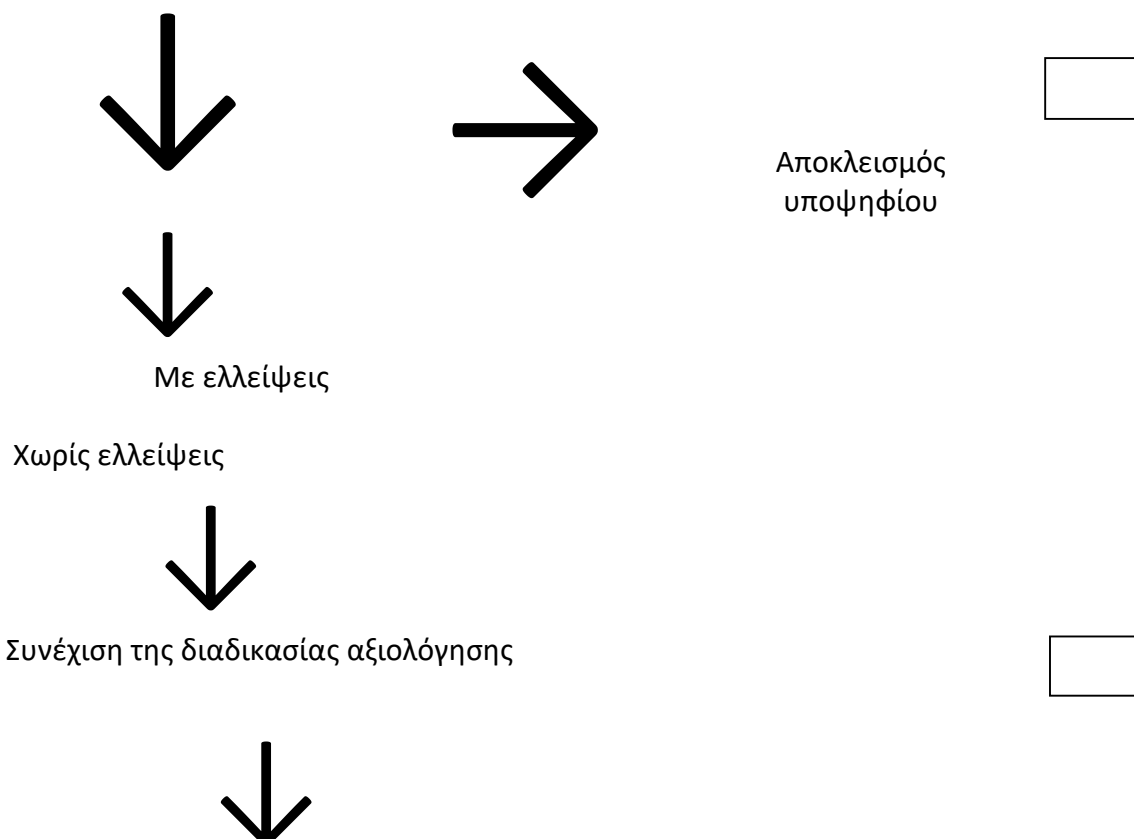 Αποκλεισμός
υποψηφίου
Με ελλείψεις
Χωρίς ελλείψεις
Συνέχιση της διαδικασίας αξιολόγησης